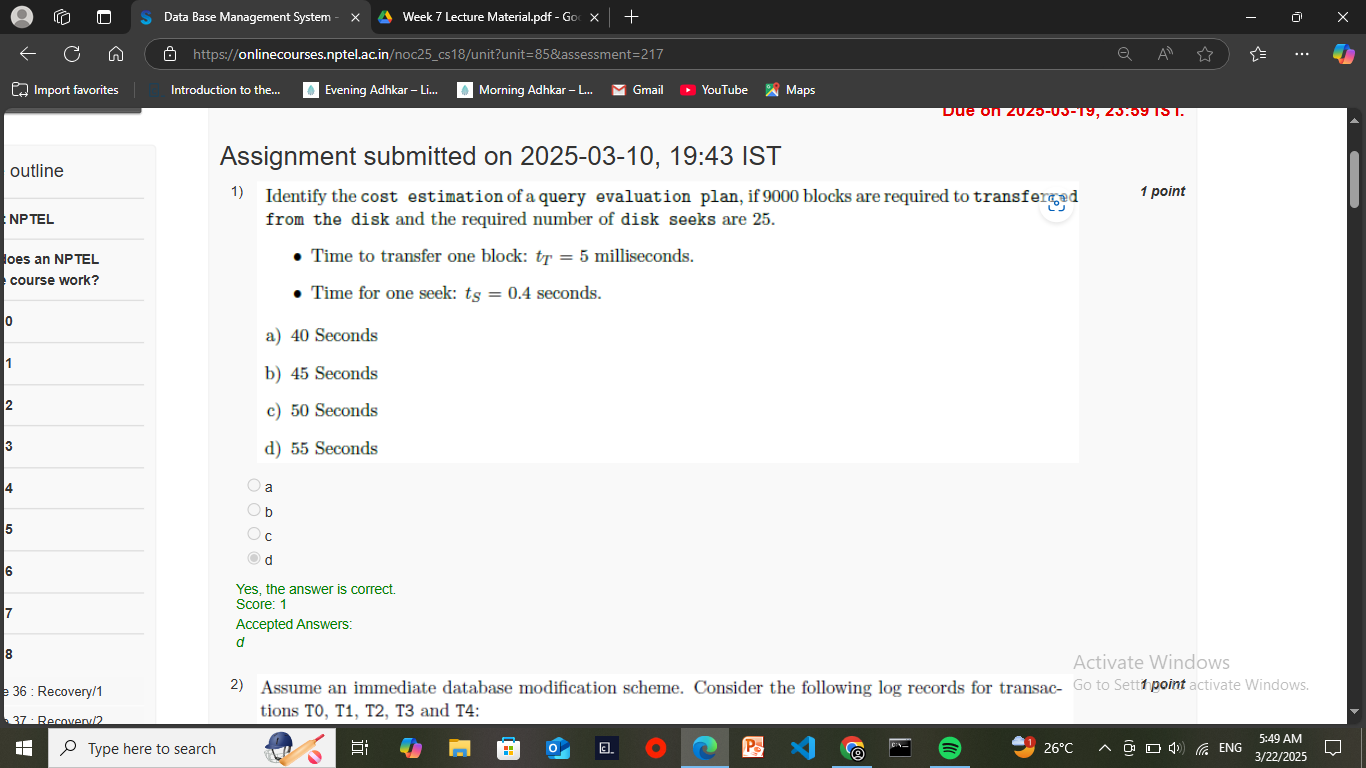 Data Base Management System -
Week 7 Lecture Material.pdf - Go
https://onlinecourses.nptel.ac.in/noc25_cs18/unit?unit=85&assessment=217
Import favorites
Introduction to the...
Evening Adhkar – Li...
Morning Adhkar – L...
Gmail
YouTube
Maps
Due on 2025-03-19, 23:59 IST.
Assignment submitted on 2025-03-10, 19:43 IST
outline
NPTEL
does an NPTEL
course work?
0
1
2
3
4
5
6
7
8
e 36 : Recovery/1
37 : Recovery/2
1)
1 point
Identify the cost estimation of a query evaluation plan, if 9000 blocks are required to transferred
from the disk and the required number of disk seeks are 25.
• Time to transfer one block: tT = 5 milliseconds.
• Time for one seek: tS = 0.4 seconds.
a) 40 Seconds
b) 45 Seconds
c) 50 Seconds
d) 55 Seconds
a
b
c
d
Yes, the answer is correct.
Score: 1
Accepted Answers:
d
2)
1 point
Assume an immediate database modification scheme. Consider the following log records for transac-
tions T0, T1, T2, T3 and T4:
Activate Windows
Go to Settings to activate Windows.
Type here to search
26°C
ENG
5:49 AM
3/22/2025